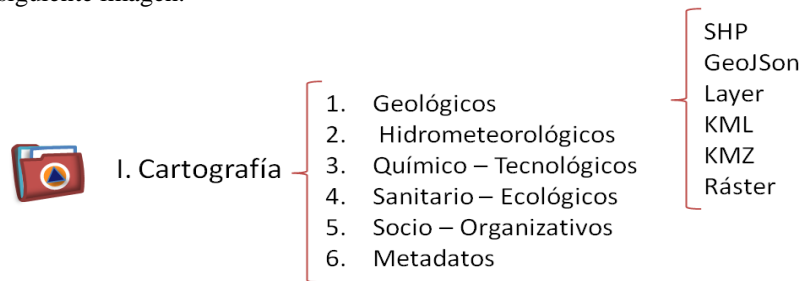 siguiente imagen.
I. Cartografía
1. Geológicos
2. Hidrometeorológicos
3. Químico – Tecnológicos
4. Sanitario – Ecológicos
5. Socio – Organizativos
6. Metadatos
SHP
GeoJSon
Layer
KML
KMZ
Ráster